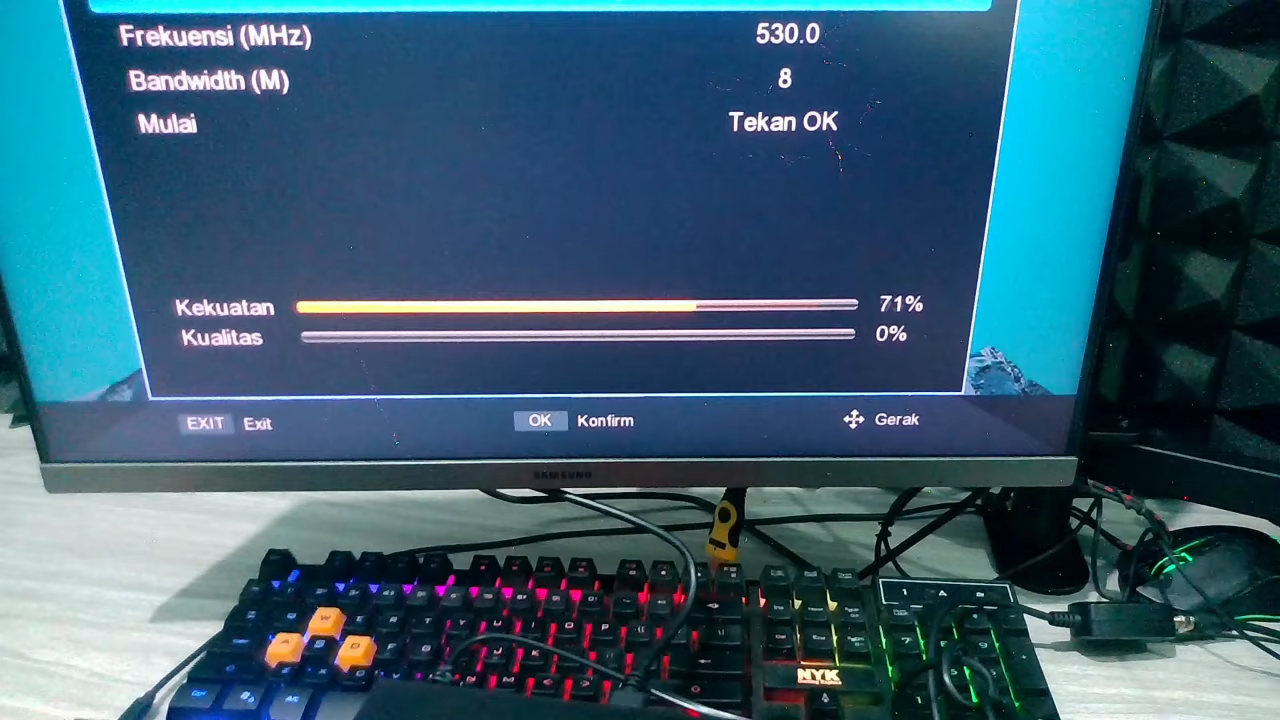 Frekuensi (MHz) 530.0
Bandwidth (M) 8
Mulai Tekan OK
Kekuatan 71%
Kualitas 0%
EXIT Exit OK Konfirm Gerak
SAMSUNG
NYK